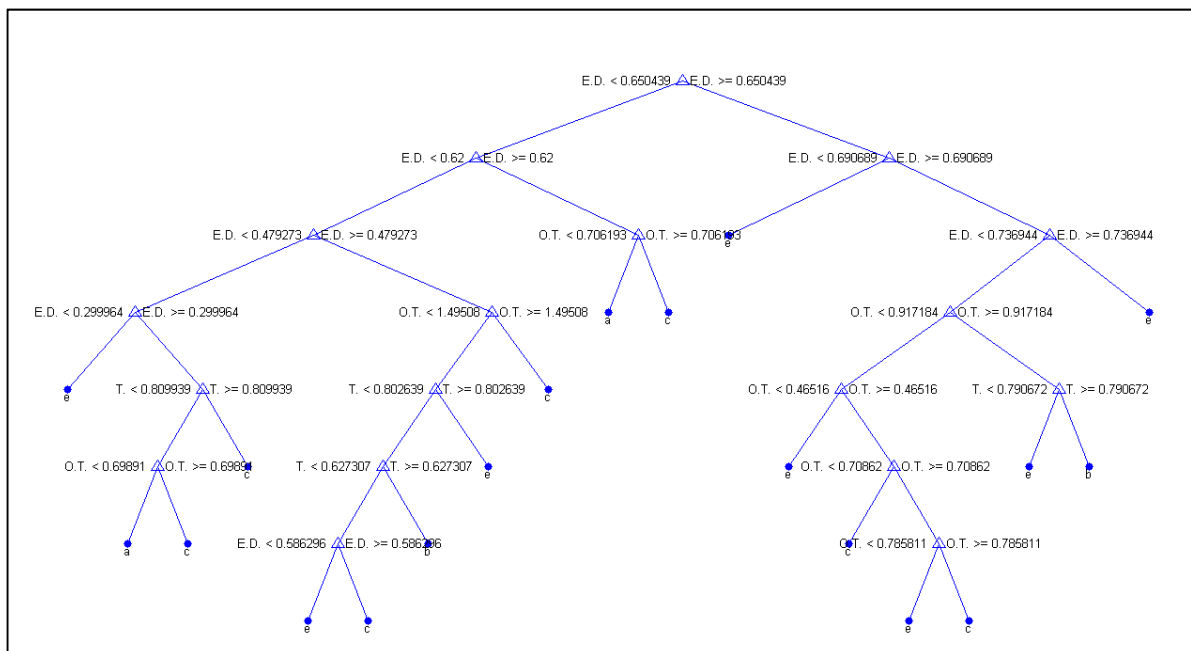 E.D. < 0.650439 E.D. >= 0.650439
E.D. < 0.62 E.D. >= 0.62 E.D. < 0.690689 E.D. >= 0.690689
E.D. < 0.479273 E.D. >= 0.479273 O.T. < 0.706193 O.T. >= 0.706193 e E.D. < 0.736944 E.D. >= 0.736944
E.D. < 0.299964 E.D. >= 0.299964 O.T. < 1.49508 O.T. >= 1.49508 a c O.T. < 0.917184 O.T. >= 0.917184 e
e T. < 0.809939 T. >= 0.809939 T. < 0.802639 T. >= 0.802639 c O.T. < 0.46516 O.T. >= 0.46516 T. < 0.790672 T. >= 0.790672
O.T. < 0.69891 O.T. >= 0.69891 c T. < 0.627307 T. >= 0.627307 e e O.T. < 0.70862 O.T. >= 0.70862 e b
a c E.D. < 0.586296 E.D. >= 0.586296 b c O.T. < 0.785811 O.T. >= 0.785811
e c e c